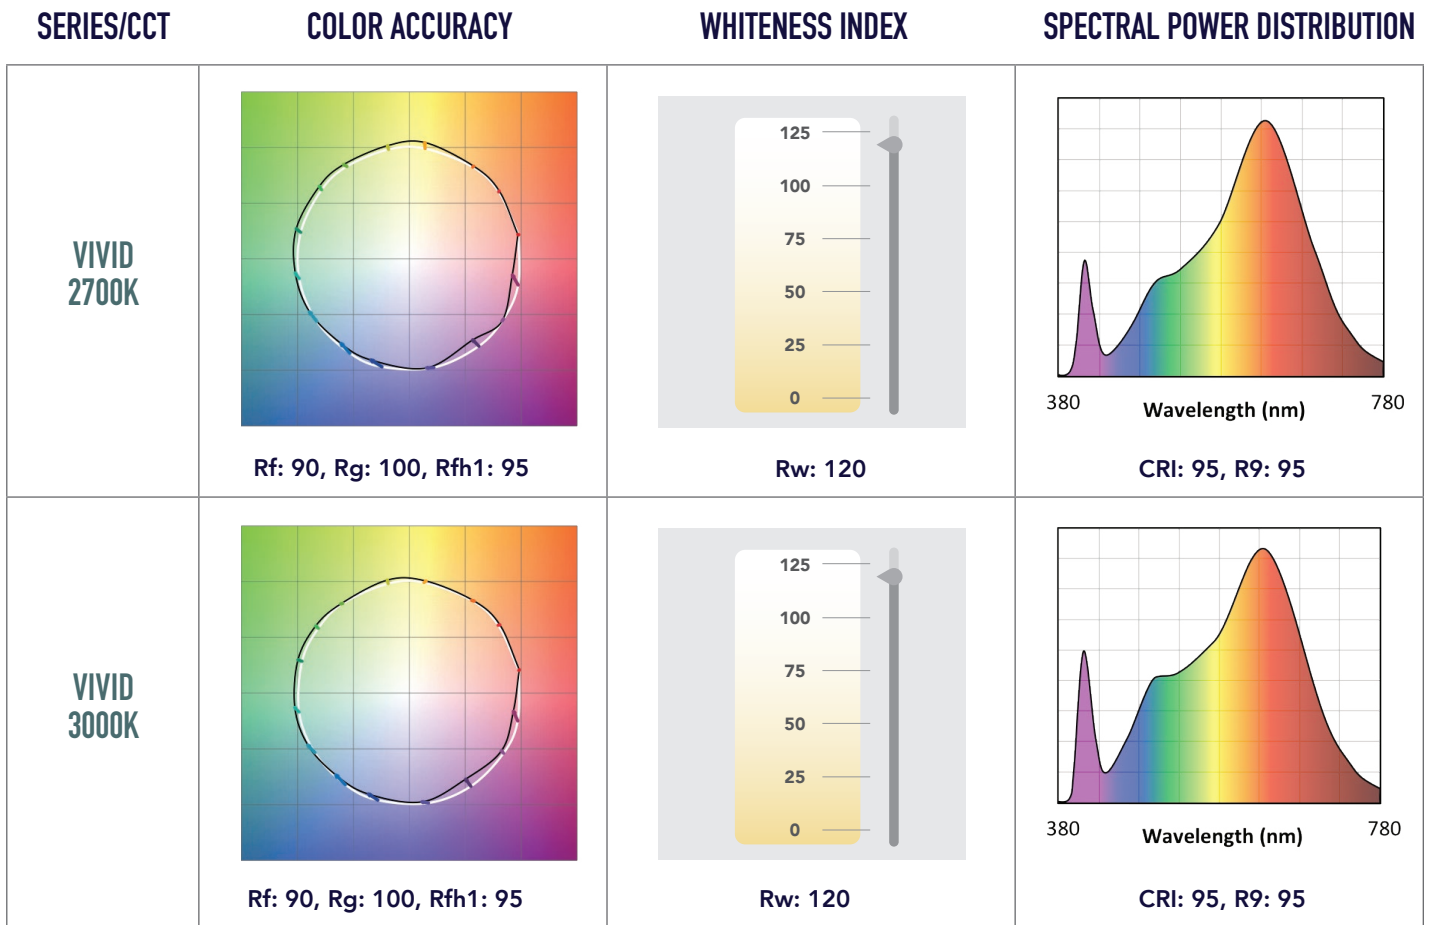 SERIES/CCT
COLOR ACCURACY
WHITENESS INDEX
SPECTRAL POWER DISTRIBUTION
VIVID
2700K
Rf: 90, Rg: 100, Rfh1: 95
125
100
75
50
25
0
Rw: 120
380
780
Wavelength (nm)
CRI: 95, R9: 95
VIVID
3000K
Rf: 90, Rg: 100, Rfh1: 95
125
100
75
50
25
0
Rw: 120
380
780
Wavelength (nm)
CRI: 95, R9: 95